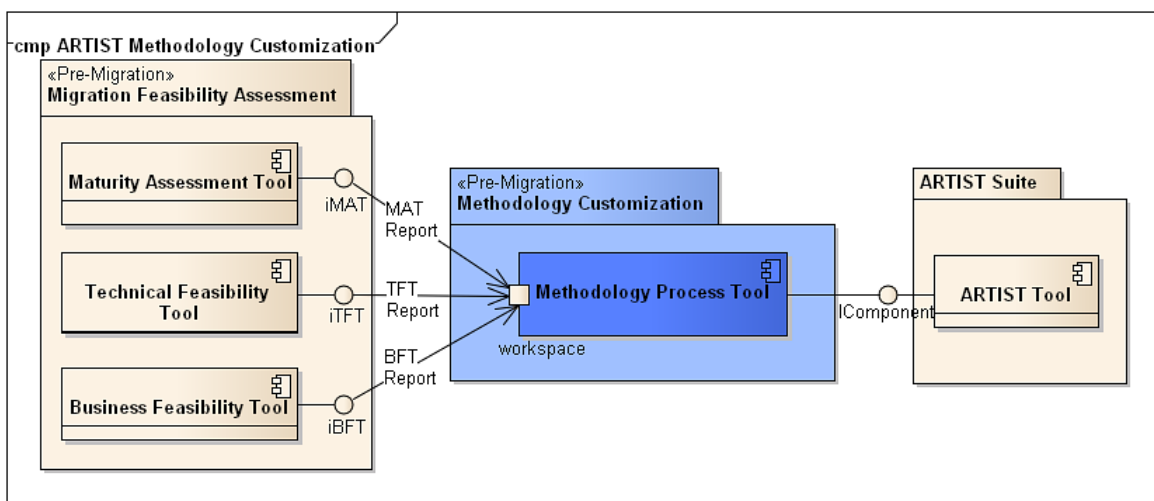 cmp ARTIST Methodology Customization
«Pre-Migration»
Migration Feasibility Assessment
Maturity Assessment Tool
iMAT
MAT
Report
Technical Feasibility
Tool
iTFT
TFT
Report
Business Feasibility Tool
iBFT
BFT
Report
«Pre-Migration»
Methodology Customization
Methodology Process Tool
workspace
IComponent
ARTIST Suite
ARTIST Tool